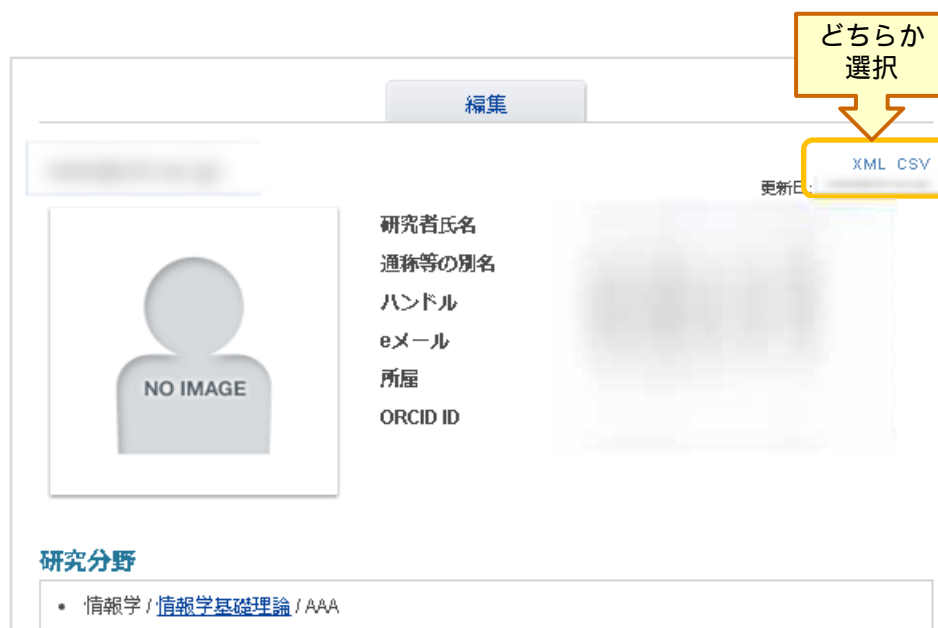 どちらか
選択
編集
XML CSV
更新日:
研究者氏名
通称等の別名
ハンドル
eメール
所属
ORCID ID
NO IMAGE
研究分野
• 情報学 / 情報学基礎理論 / AAA